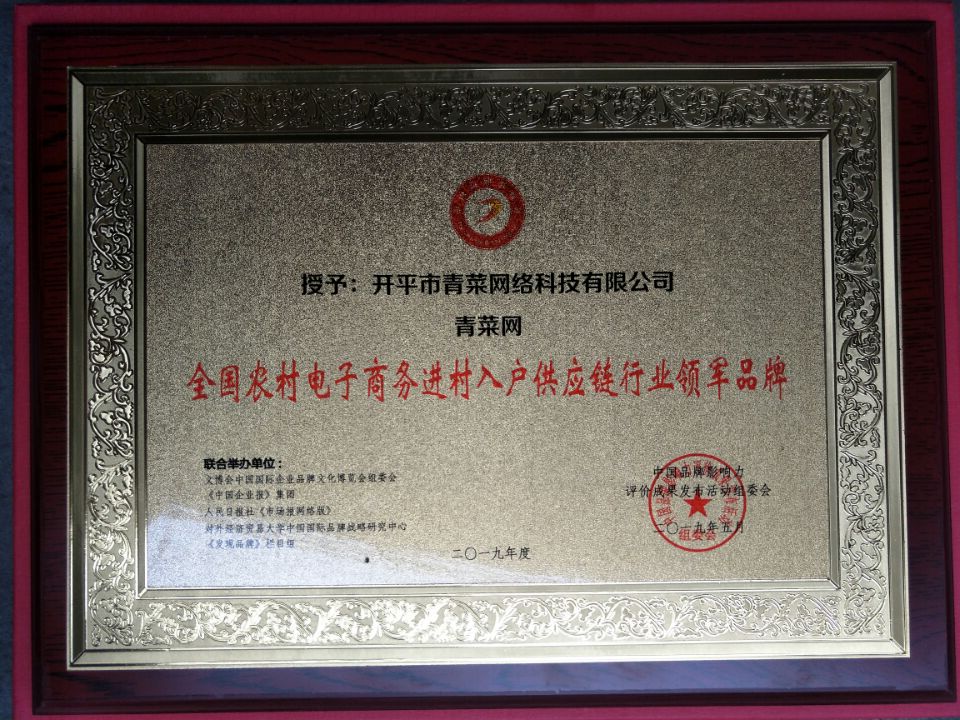 授予：开平市青菜网络科技有限公司
青菜网
全国农村电子商务进村入户供应链行业领军品牌
联合举办单位：
文博会中国国际企业品牌文化博览会组委会
《中国企业报》集团
人民日报社《市场报网络版》
对外经济贸易大学中国国际品牌战略研究中心
《发现品牌》栏目组
二〇一九年度
中国品牌影响力
评价成果发布活动组委会
二〇一九年五月
组委会